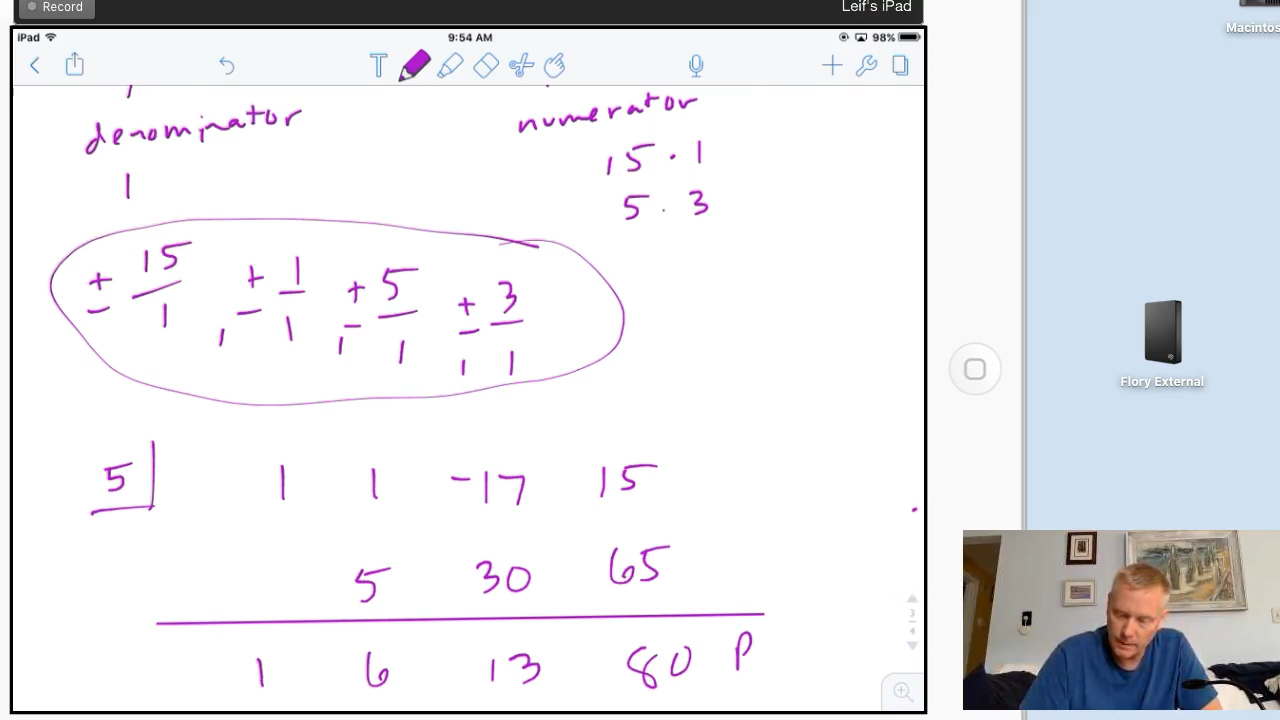 Record
Leif's iPad
Macintos
iPad
9:54 AM
98%
T
denominator
numerator
1
15 · 1
5 · 3
± 15/1 , ± 1/1 , ± 5/1 , ± 3/1
5 1 1 -17 15
5 30 65
1 6 13 80 P
3
4
Flory External